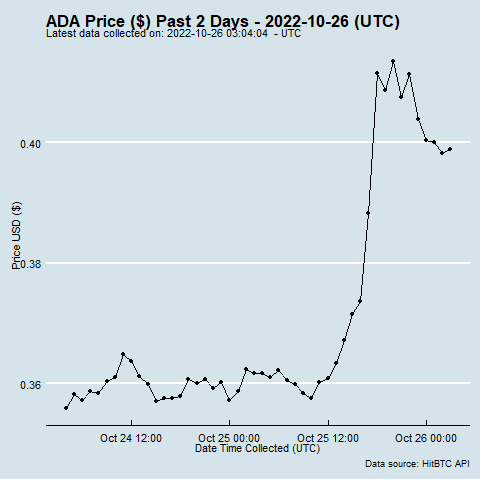 ADA Price ($) Past 2 Days - 2022-10-26 (UTC)
Latest data collected on: 2022-10-26 03:04:04  - UTC
0.40
0.38
0.36
Price USD ($)
Oct 24 12:00
Oct 25 00:00
Oct 25 12:00
Oct 26 00:00
Date Time Collected (UTC)
Data source: HitBTC API